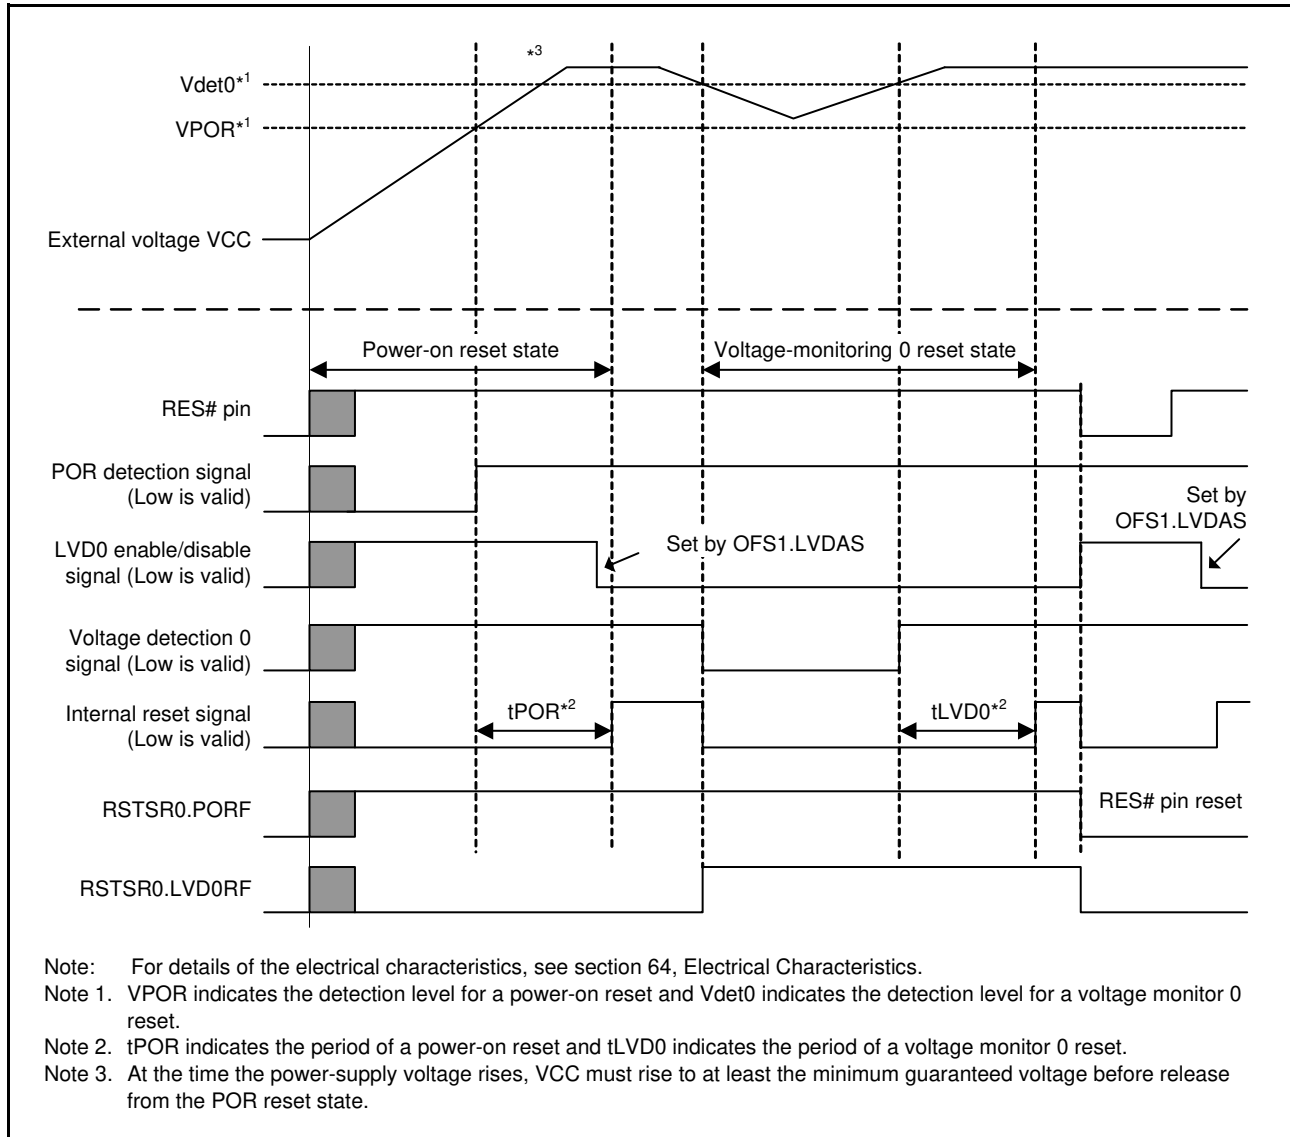 *3
Vdet0*1
VPOR*1
External voltage VCC
Power-on reset state
Voltage-monitoring 0 reset state
RES# pin
POR detection signal
(Low is valid)
Set by
OFS1.LVDAS
LVD0 enable/disable
signal (Low is valid)
Set by OFS1.LVDAS
Voltage detection 0
signal (Low is valid)
Internal reset signal
(Low is valid)
tPOR*2
tLVD0*2
RSTSR0.PORF
RES# pin reset
RSTSR0.LVD0RF
Note: For details of the electrical characteristics, see section 64, Electrical Characteristics.
Note 1. VPOR indicates the detection level for a power-on reset and Vdet0 indicates the detection level for a voltage monitor 0
reset.
Note 2. tPOR indicates the period of a power-on reset and tLVD0 indicates the period of a voltage monitor 0 reset.
Note 3. At the time the power-supply voltage rises, VCC must rise to at least the minimum guaranteed voltage before release
from the POR reset state.